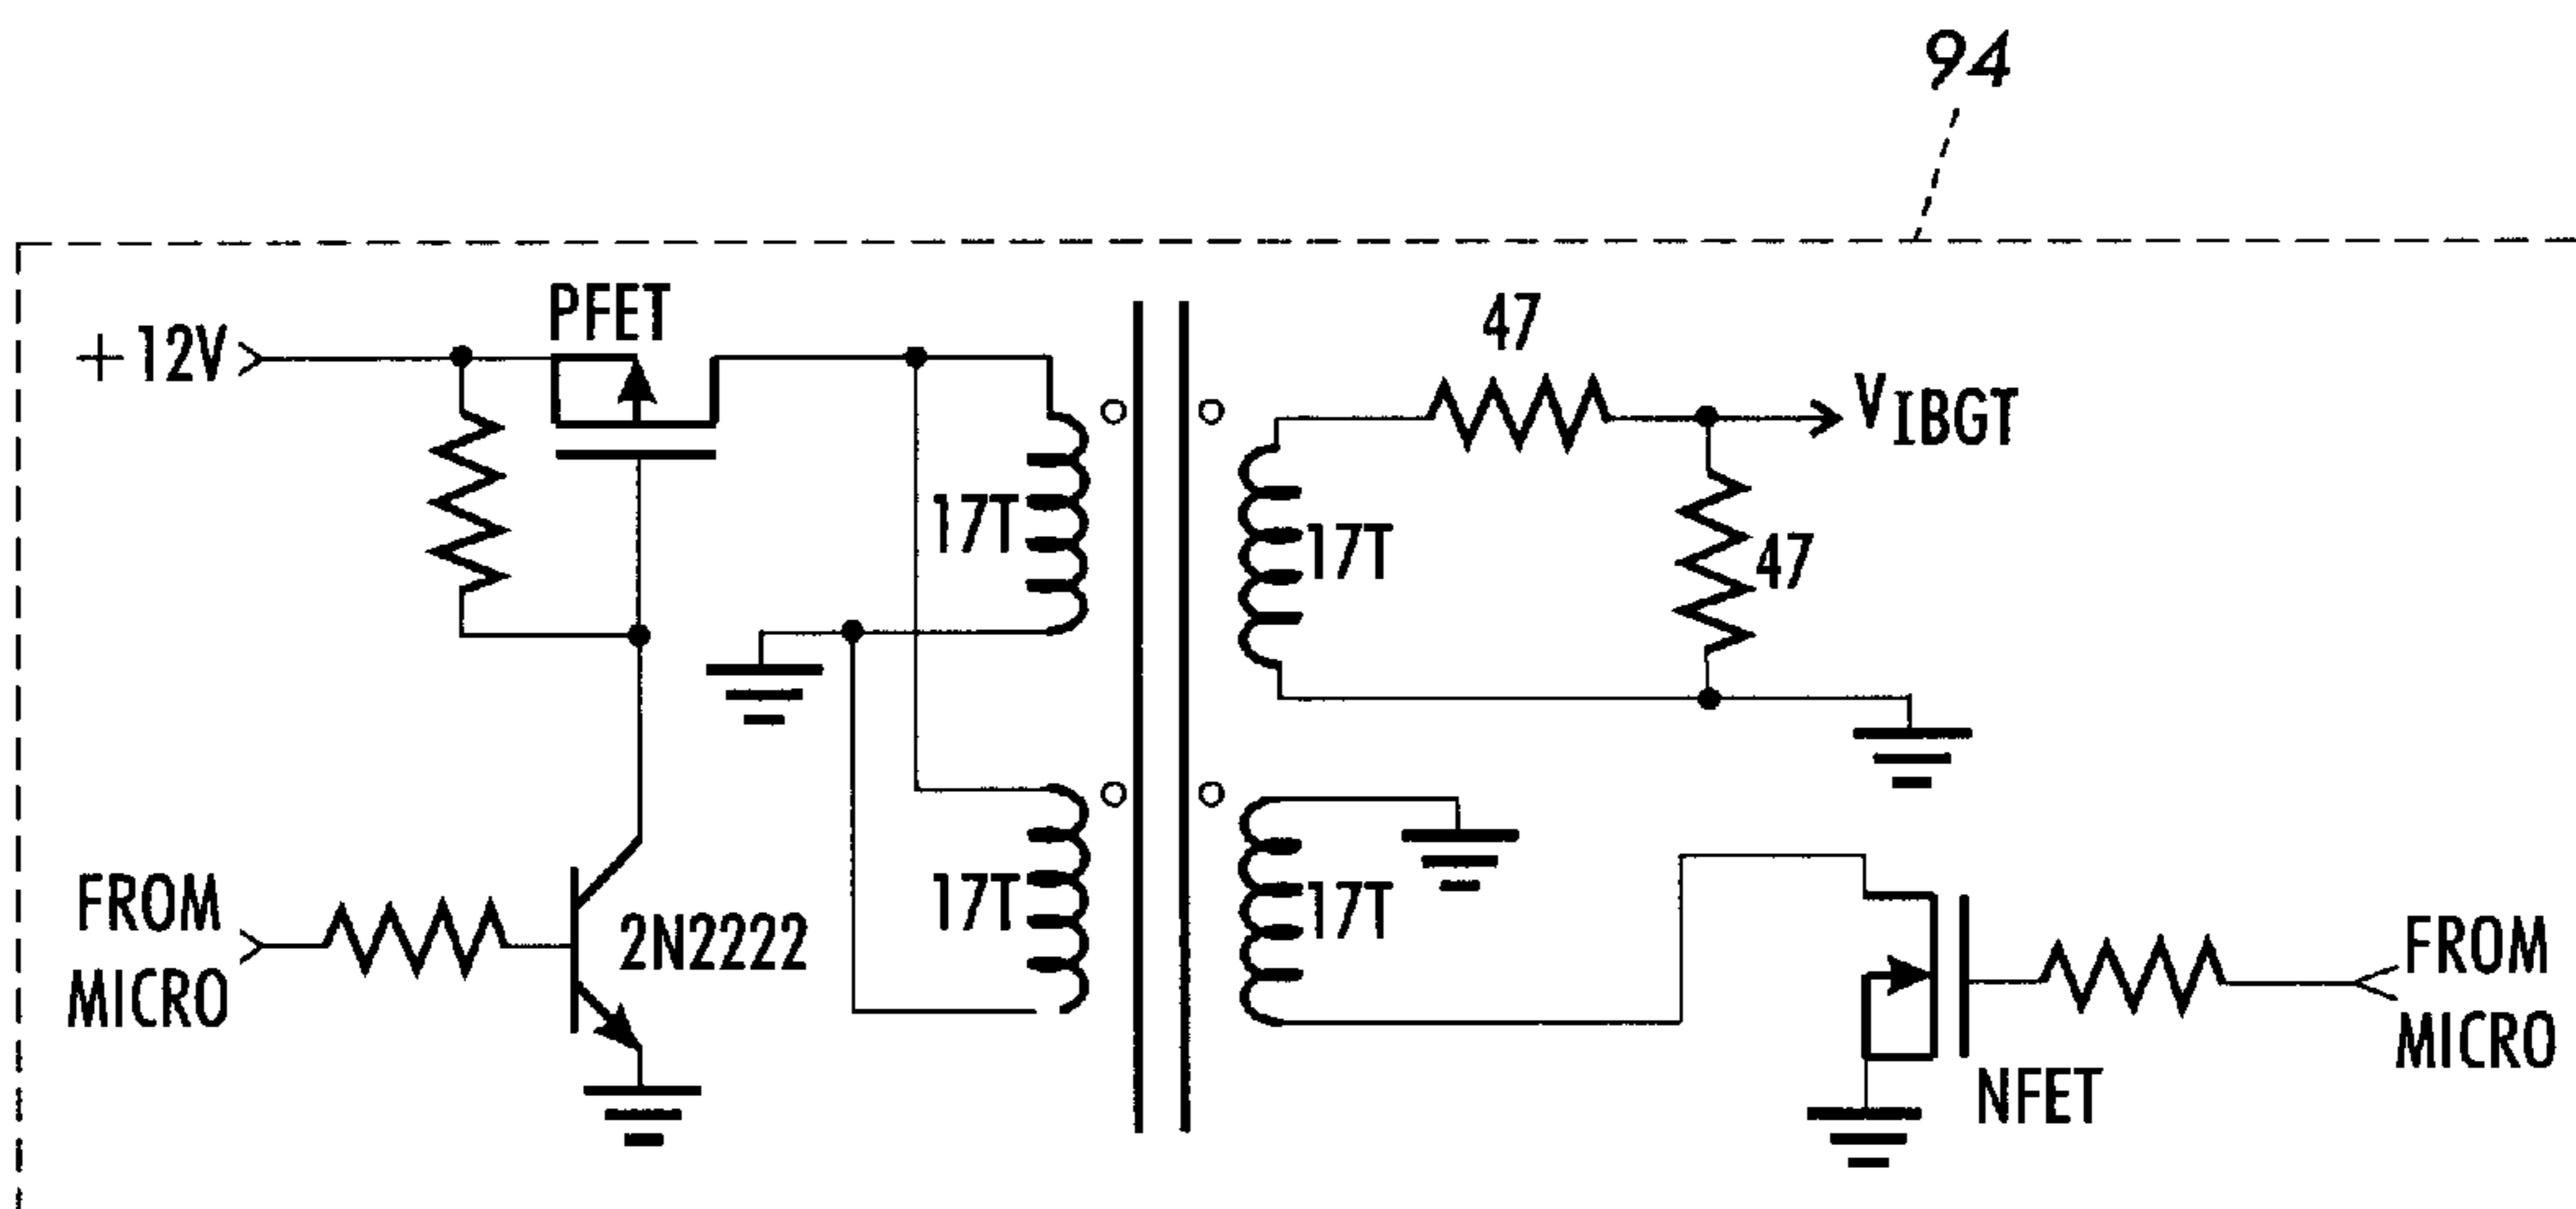 94
PFET
+12V
47
VIBGT
17T
17T
47
17T
17T
FROM
MICRO
2N2222
FROM
MICRO
NFET